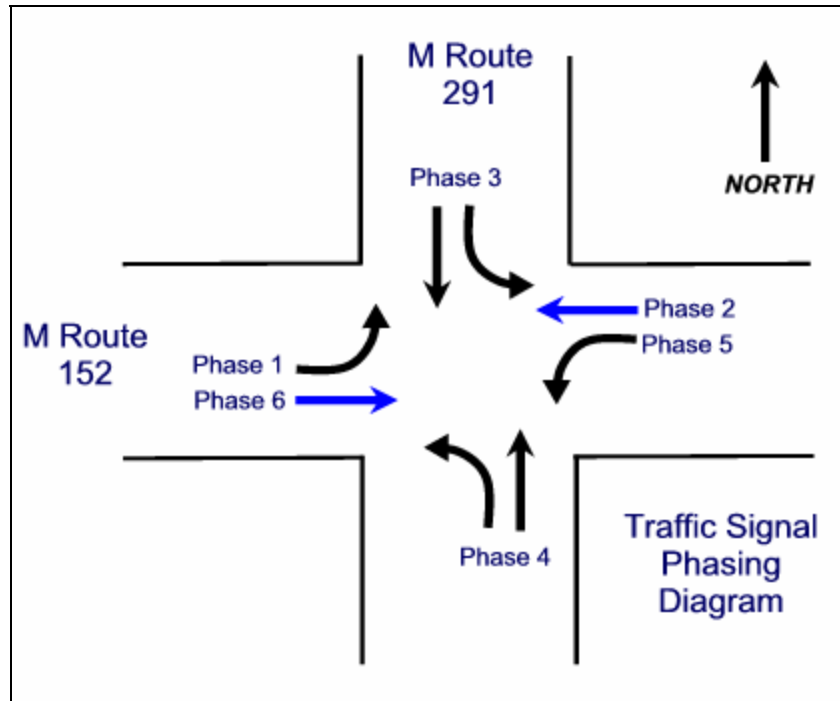 M Route
291
Phase 3
NORTH
Phase 2
M Route
152
Phase 1
Phase 5
Phase 6
Phase 4
Traffic Signal
Phasing
Diagram